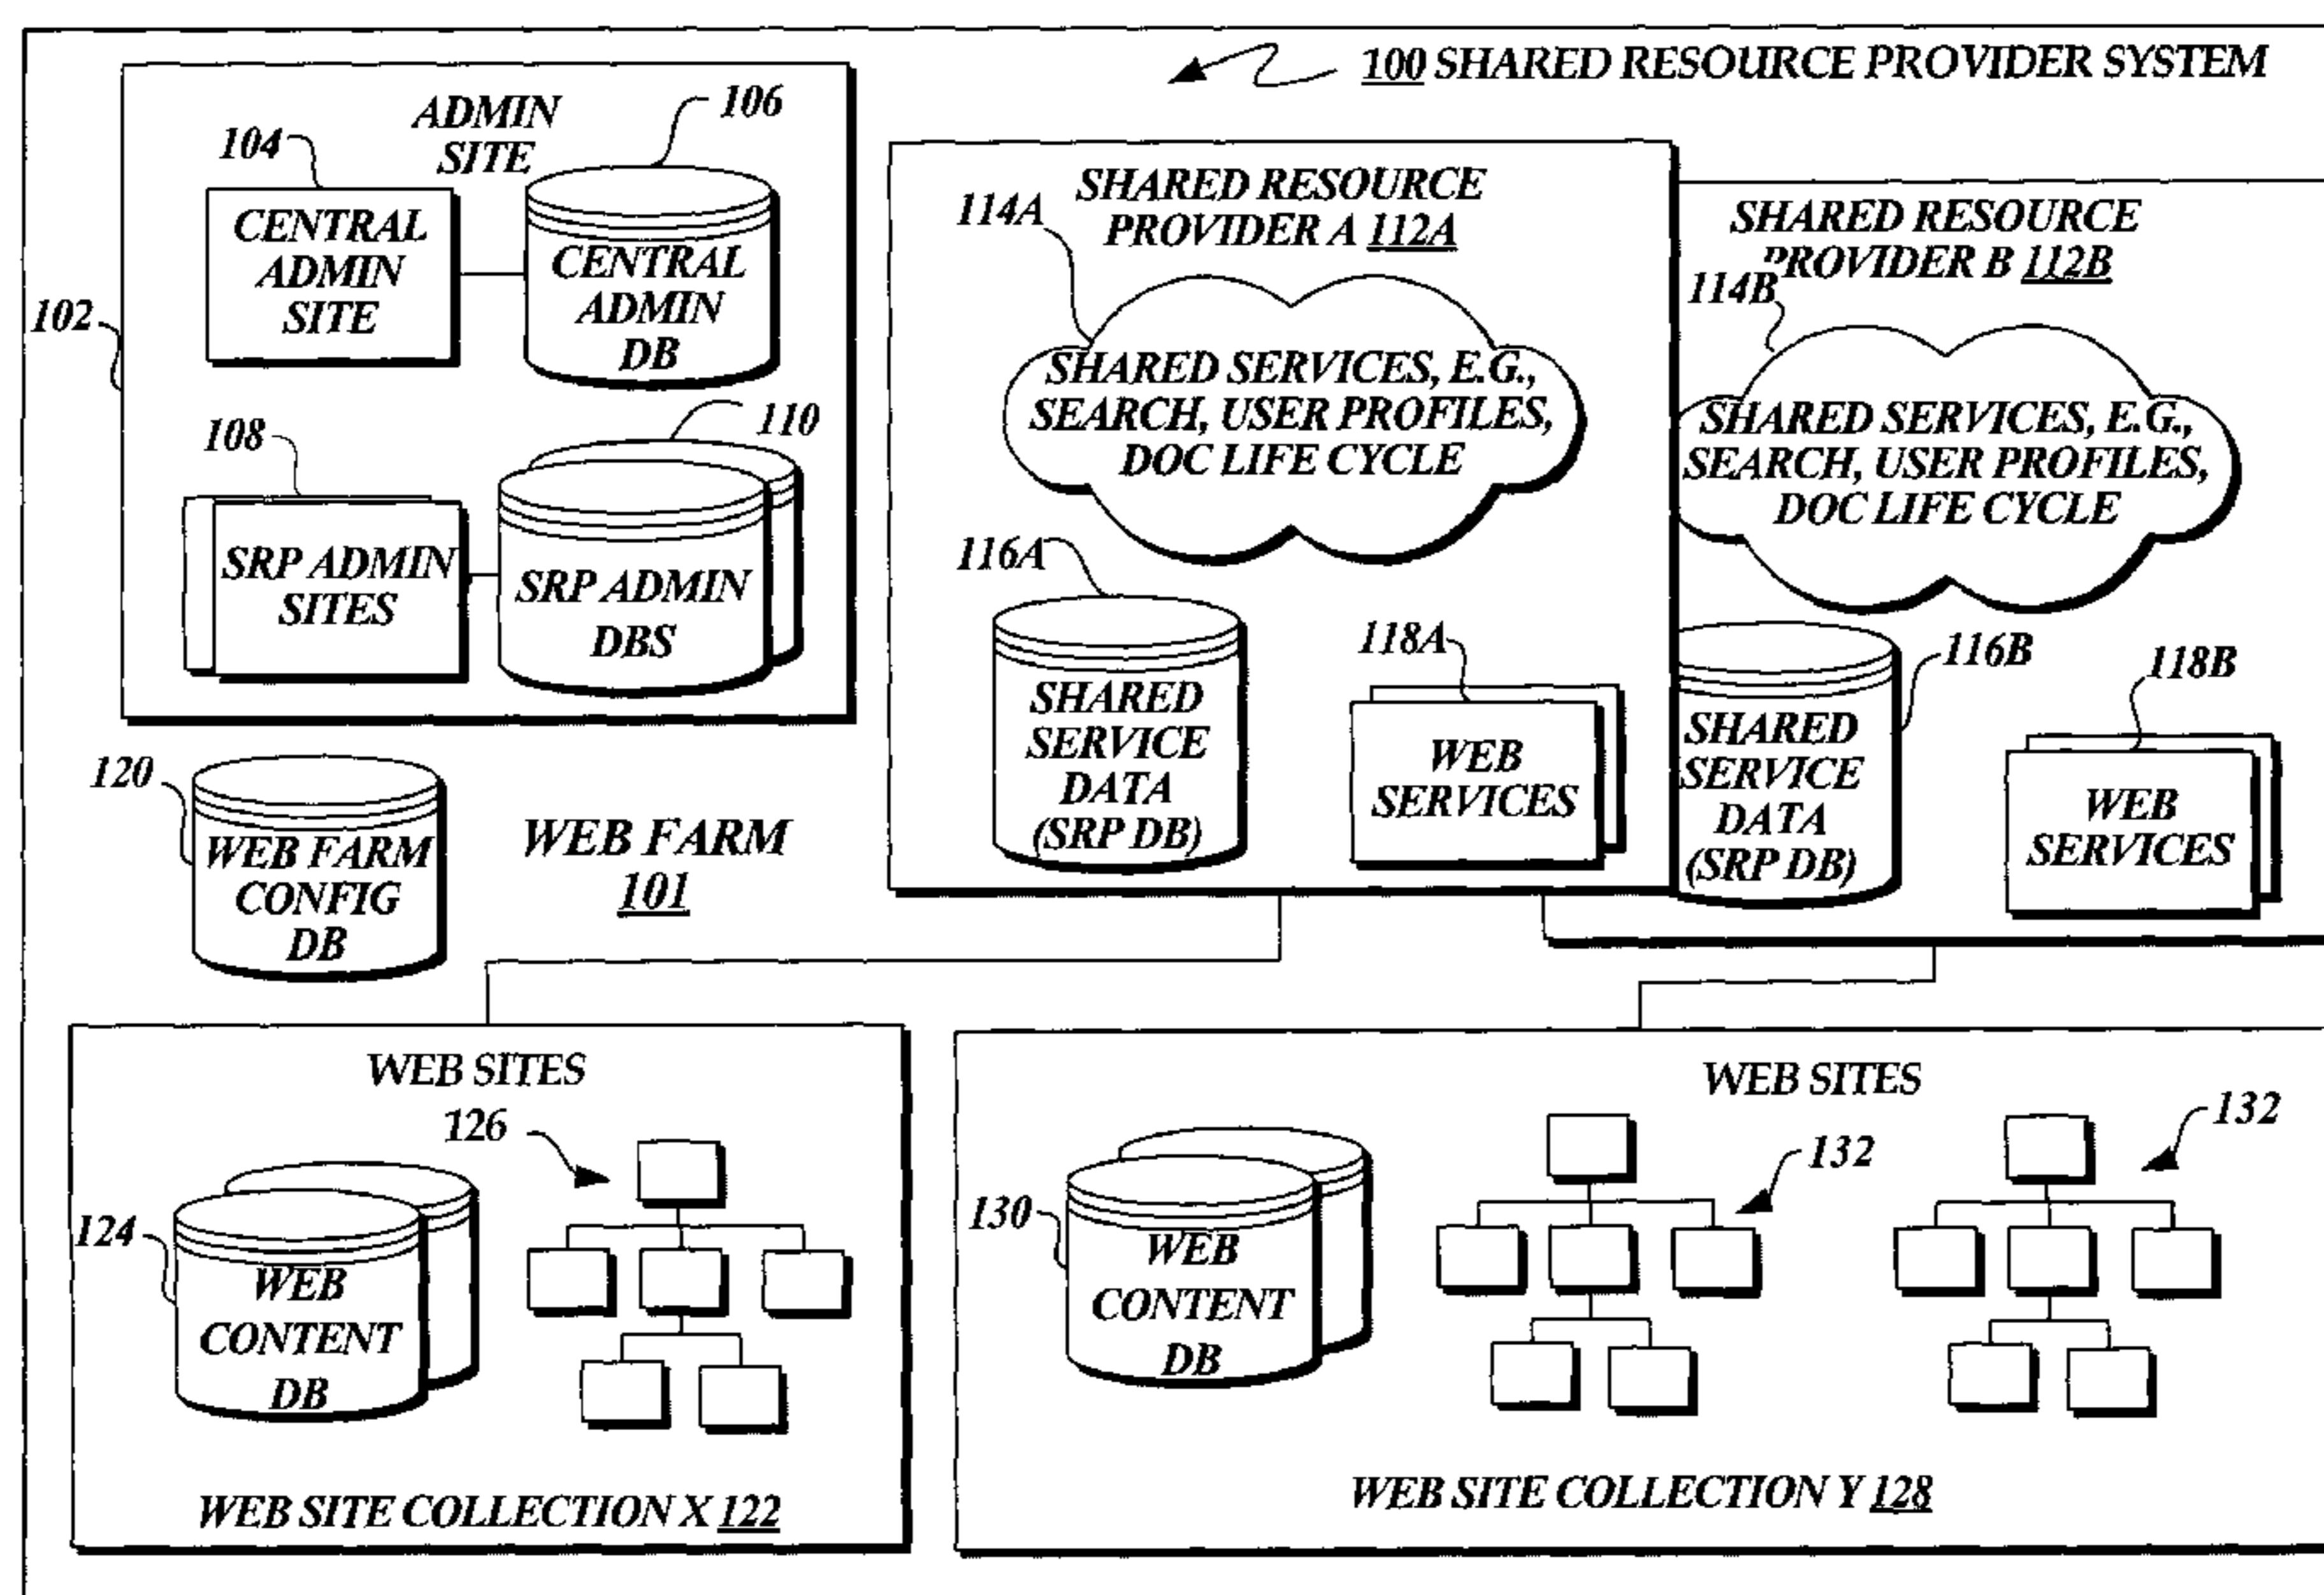 100 SHARED RESOURCE PROVIDER SYSTEM
ADMIN
SITE
106
104
CENTRAL
ADMIN
SITE
CENTRAL
ADMIN
DB
102
108
110
SRP ADMIN
SITES
SRP ADMIN
DBS
120
WEB FARM
CONFIG
DB
WEB FARM
101
SHARED RESOURCE
PROVIDER A 112A
114A
SHARED SERVICES, E.G.,
SEARCH, USER PROFILES,
DOC LIFE CYCLE
116A
SHARED
SERVICE
DATA
(SRP DB)
118A
WEB
SERVICES
SHARED RESOURCE
PROVIDER B 112B
114B
SHARED SERVICES, E.G.,
SEARCH, USER PROFILES,
DOC LIFE CYCLE
116B
SHARED
SERVICE
DATA
(SRP DB)
118B
WEB
SERVICES
WEB SITES
126
124
WEB
CONTENT
DB
WEB SITE COLLECTION X 122
WEB SITES
132
132
130
WEB
CONTENT
DB
WEB SITE COLLECTION Y 128